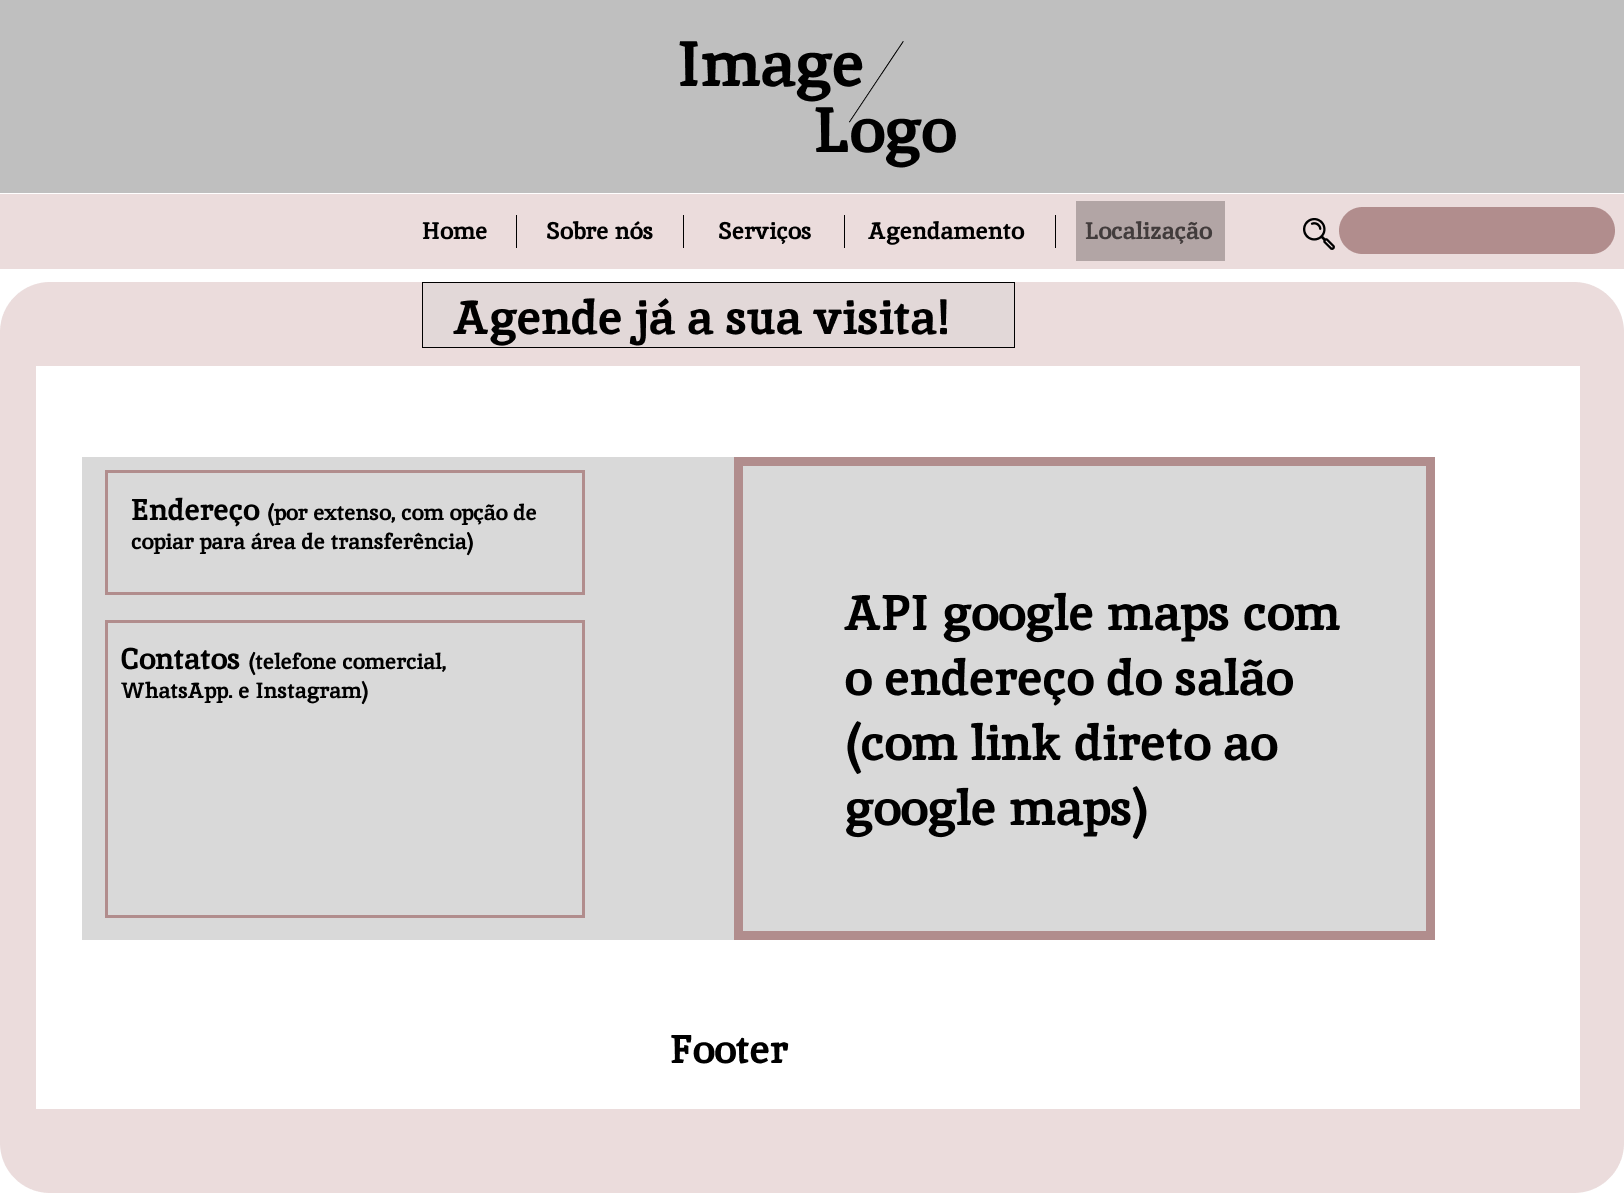 Image
Logo
Home
Sobre nós
Serviços
Agendamento
Localização
Agende já a sua visita!
Endereço (por extenso, com opção de
copiar para área de transferência)
Contatos (telefone comercial,
WhatsApp. e Instagram)
API google maps com
o endereço do salão
(com link direto ao
google maps)
Footer